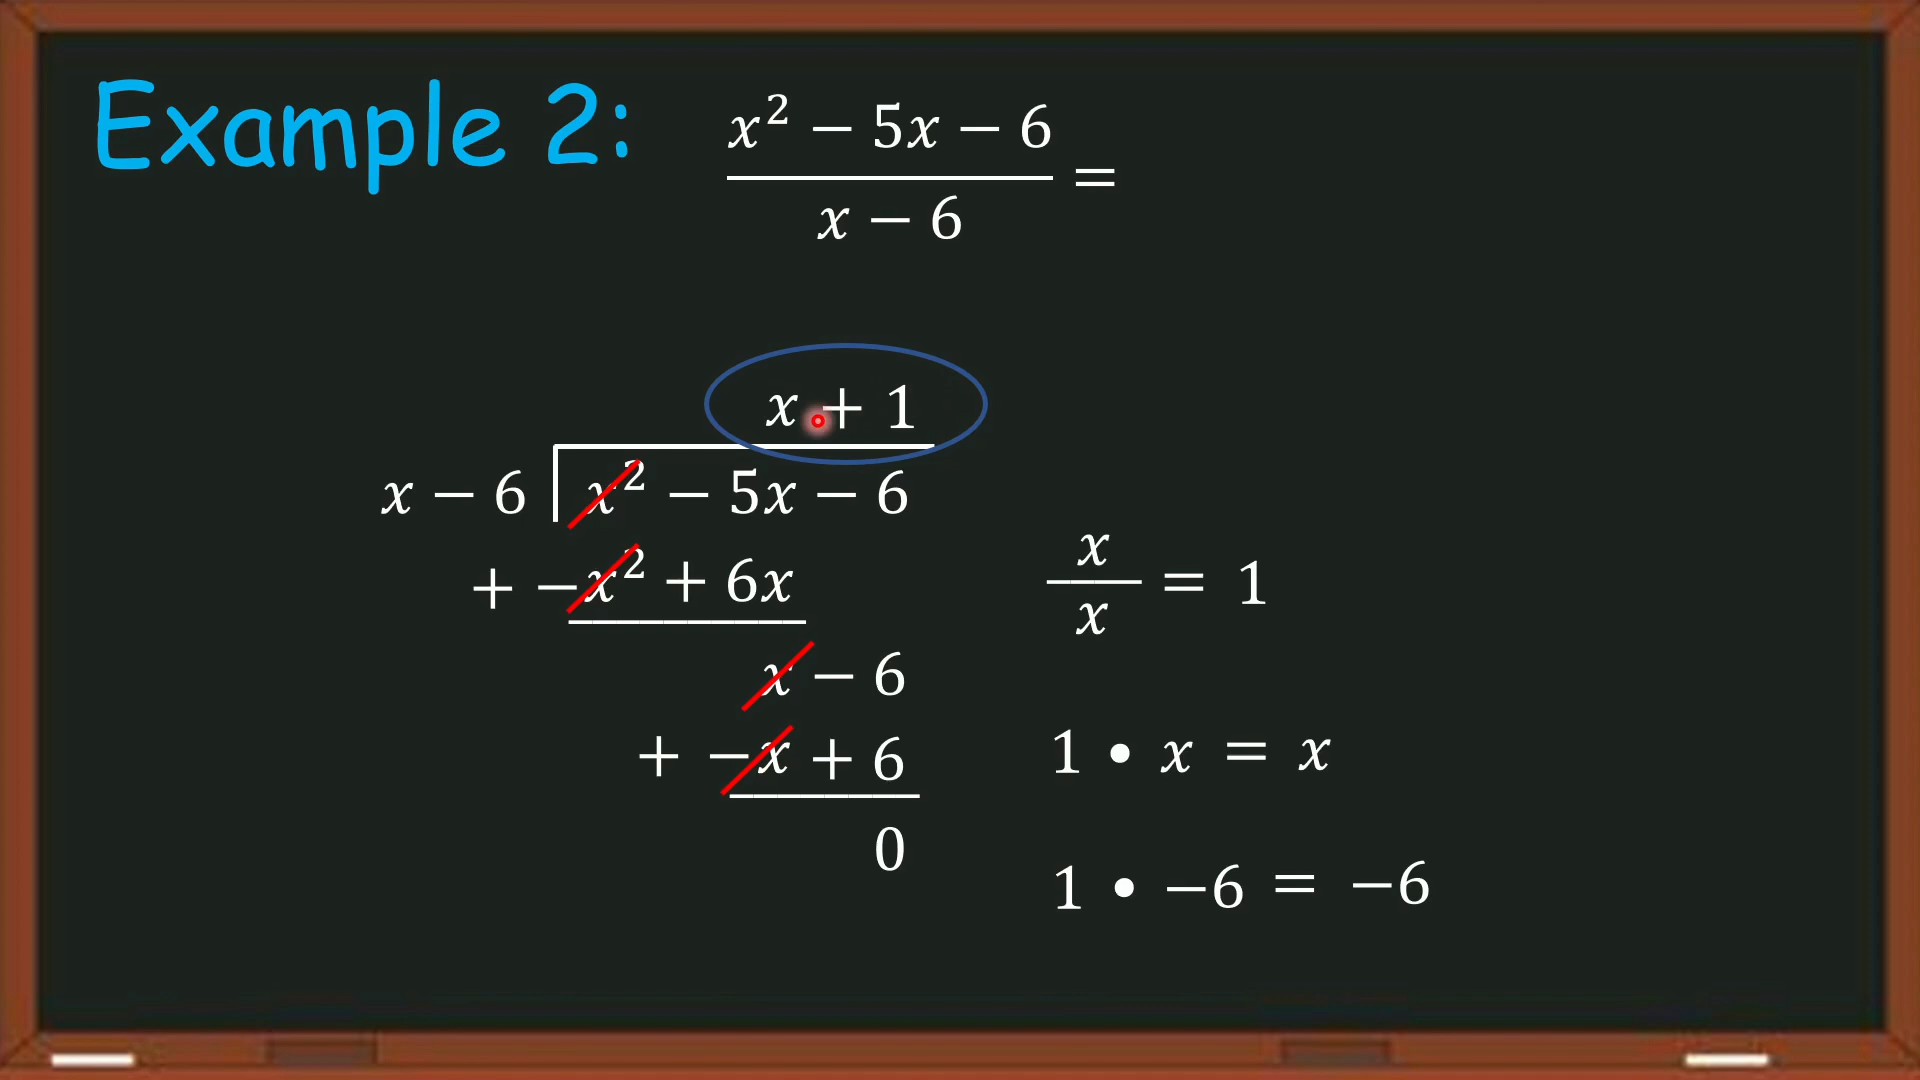 Example 2:
x² − 5x − 6
x − 6
=
x + 1
x − 6
x² − 5x − 6
+ −x² + 6x
x − 6
+ −x + 6
0
x
x
= 1
1 • x = x
1 • −6 = −6